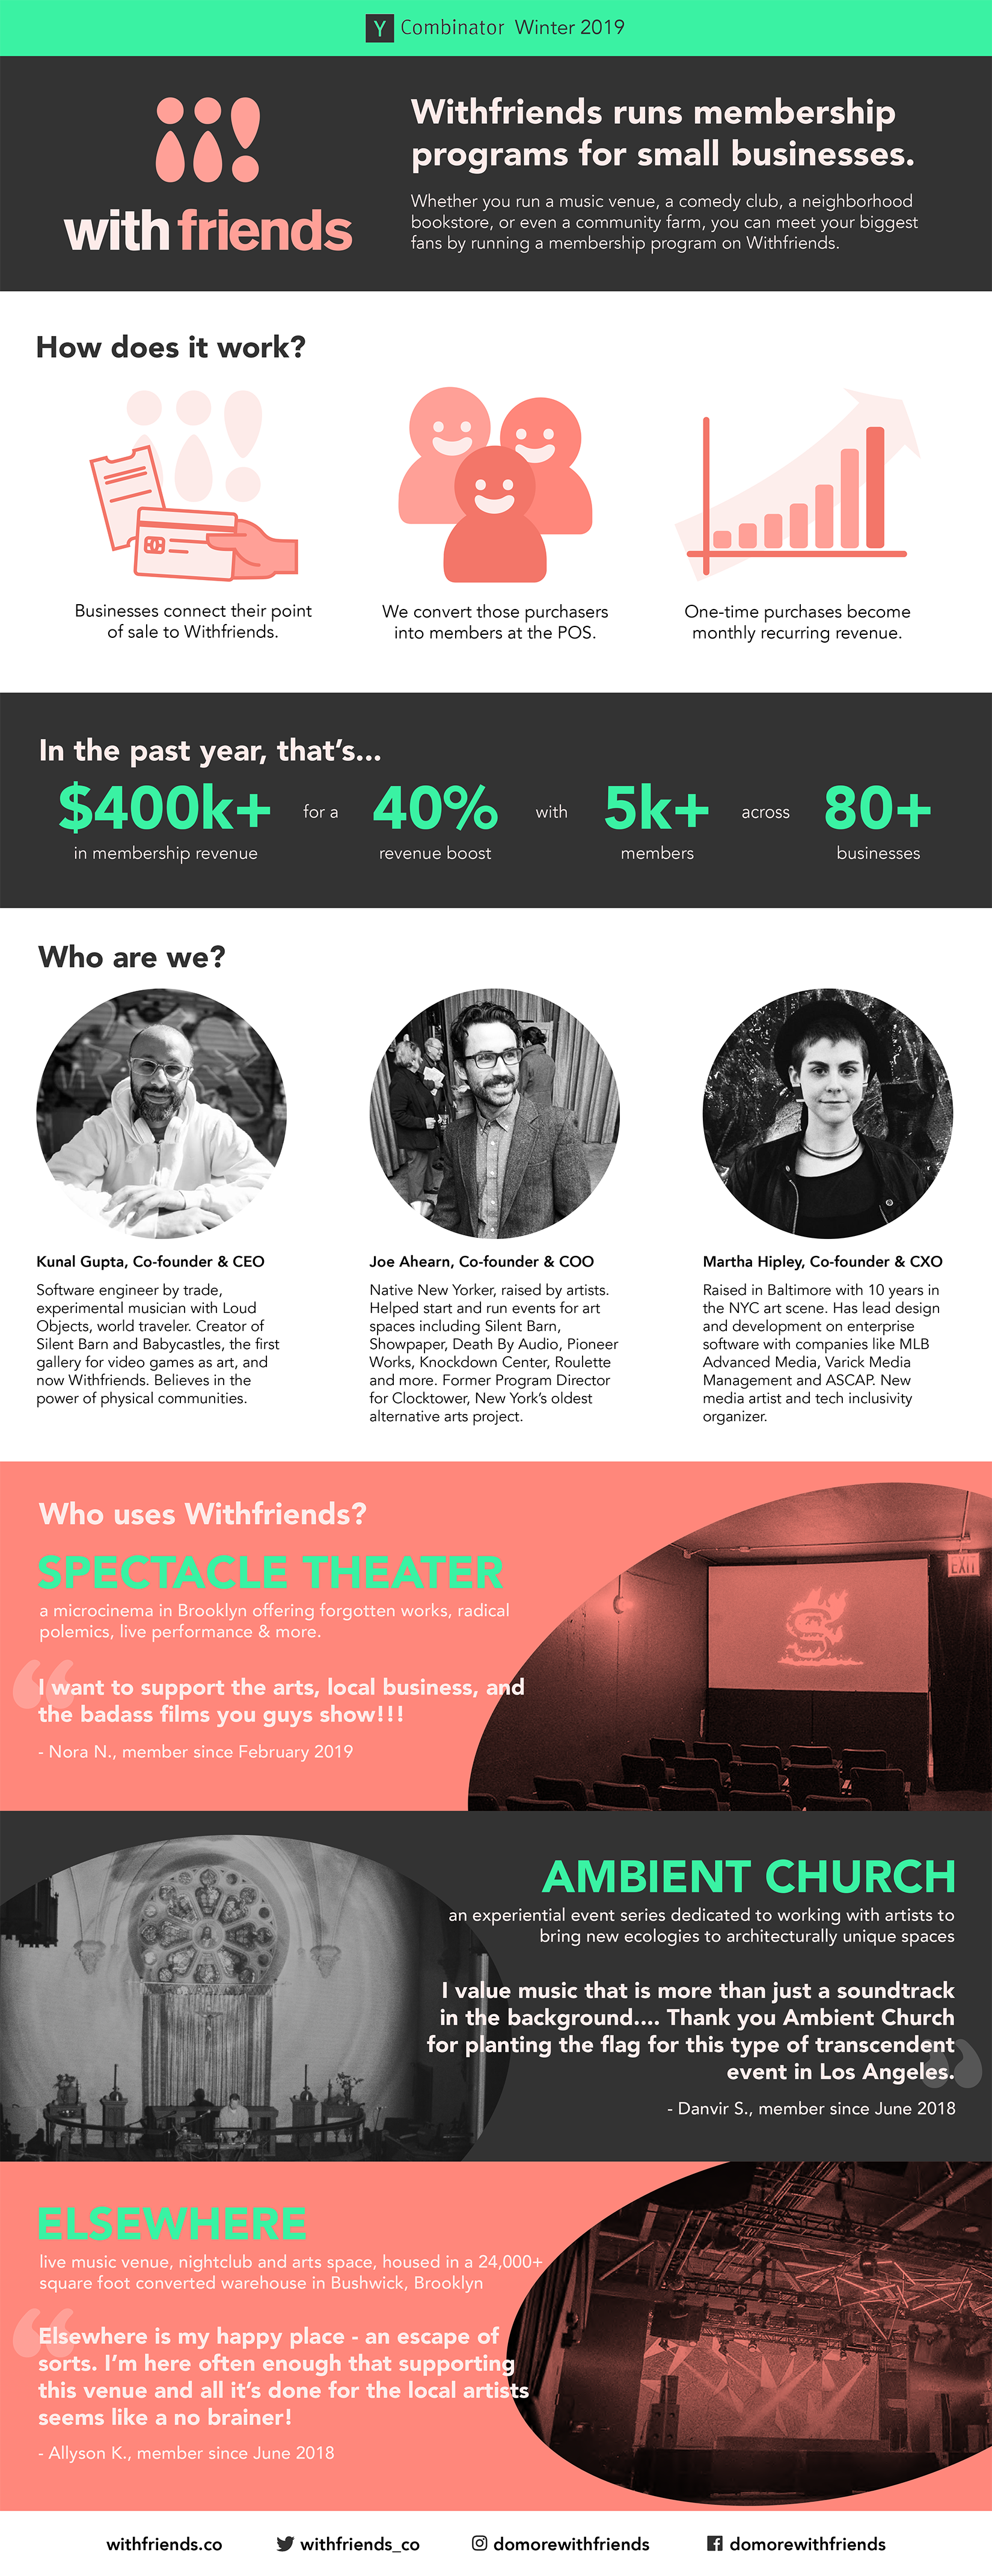 Y Combinator Winter 2019
with friends
Withfriends runs membership
programs for small businesses.
Whether you run a music venue, a comedy club, a neighborhood
bookstore, or even a community farm, you can meet your biggest
fans by running a membership program on Withfriends.
How does it work?
Businesses connect their point
of sale to Withfriends.
We convert those purchasers
into members at the POS.
One-time purchases become
monthly recurring revenue.
In the past year, that's...
$400k+ for a 40% with 5k+ across 80+
in membership revenue revenue boost members businesses
Who are we?
Kunal Gupta, Co-founder & CEO
Software engineer by trade,
experimental musician with Loud
Objects, world traveler. Creator of
Silent Barn and Babycastles, the first
gallery for video games as art, and
now Withfriends. Believes in the
power of physical communities.
Joe Ahearn, Co-founder & COO
Native New Yorker, raised by artists.
Helped start and run events for art
spaces including Silent Barn,
Showpaper, Death By Audio, Pioneer
Works, Knockdown Center, Roulette
and more. Former Program Director
for Clocktower, New York's oldest
alternative arts project.
Martha Hipley, Co-founder & CXO
Raised in Baltimore with 10 years in
the NYC art scene. Has lead design
and development on enterprise
software with companies like MLB
Advanced Media, Varick Media
Management and ASCAP. New
media artist and tech inclusivity
organizer.
Who uses Withfriends?
SPECTACLE THEATER
a microcinema in Brooklyn offering forgotten works, radical
polemics, live performance & more.
“
I want to support the arts, local business, and
the badass films you guys show!!!
- Nora N., member since February 2019
EXIT
S
AMBIENT CHURCH
an experiential event series dedicated to working with artists to
bring new ecologies to architecturally unique spaces
I value music that is more than just a soundtrack
in the background.... Thank you Ambient Church
for planting the flag for this type of transcendent
event in Los Angeles.
”
- Danvir S., member since June 2018
ELSEWHERE
live music venue, nightclub and arts space, housed in a 24,000+
square foot converted warehouse in Bushwick, Brooklyn
“
Elsewhere is my happy place - an escape of
sorts. I'm here often enough that supporting
this venue and all it's done for the local artists
seems like a no brainer!
- Allyson K., member since June 2018
withfriends.co withfriends_co domorewithfriends domorewithfriends